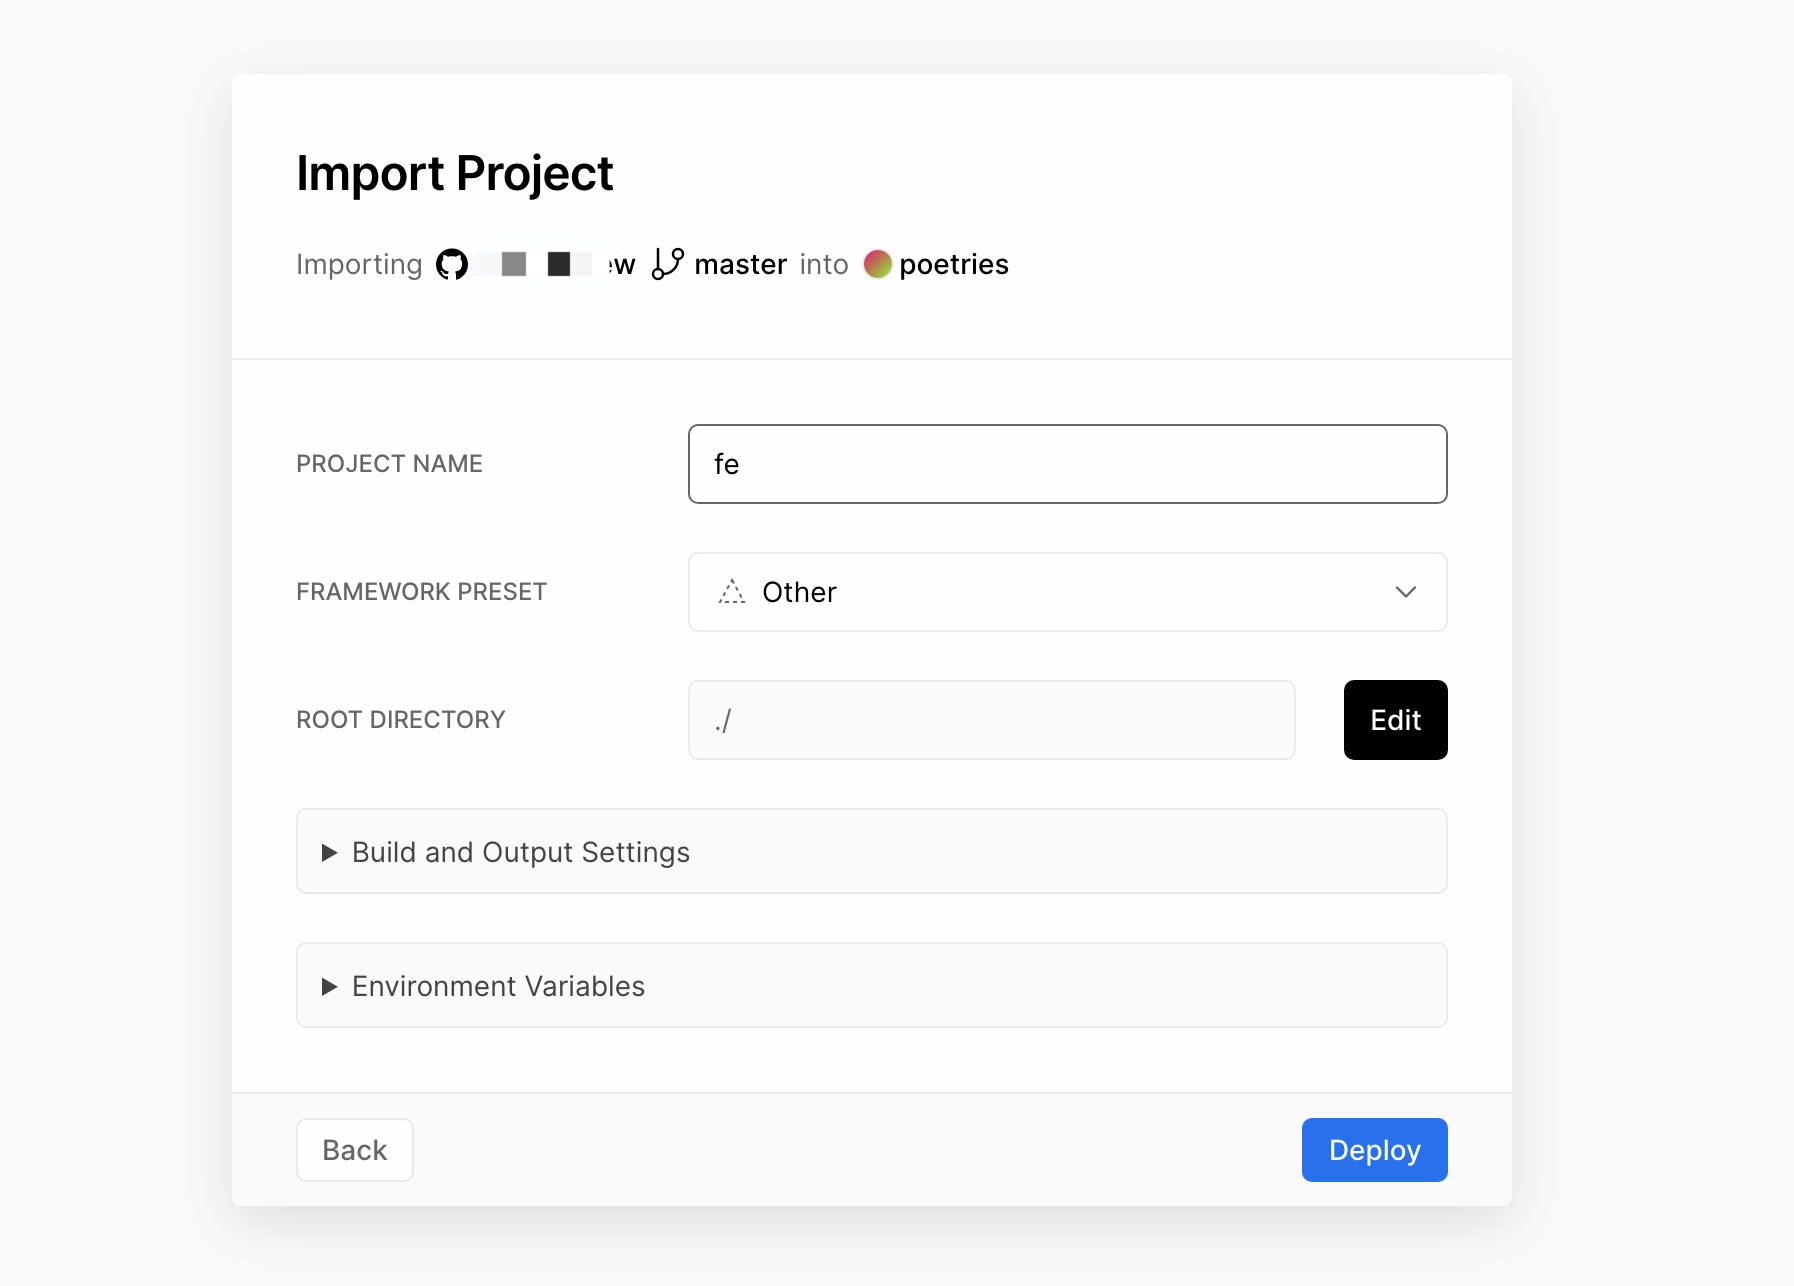 Import Project
Importing master into poetries
PROJECT NAME
fe
FRAMEWORK PRESET
Other
ROOT DIRECTORY
./
Edit
Build and Output Settings
Environment Variables
Back
Deploy